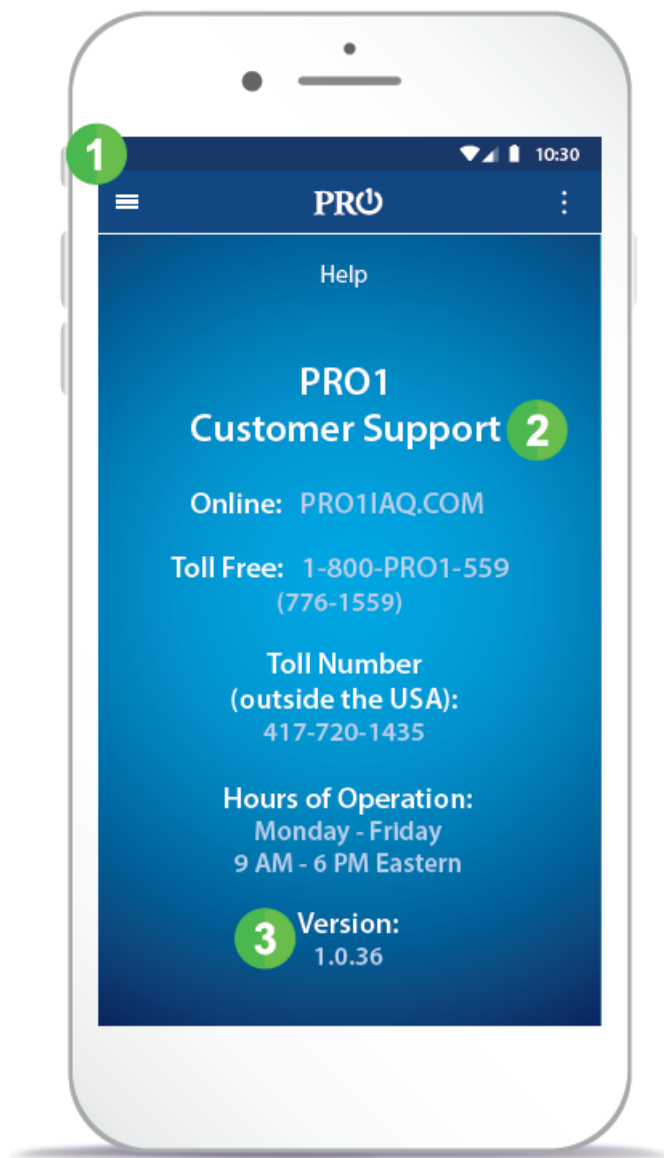 1
10:30
PRO1
Help
PRO1
Customer Support 2
Online: PRO1IAQ.COM
Toll Free: 1-800-PRO1-559
(776-1559)
Toll Number
(outside the USA):
417-720-1435
Hours of Operation:
Monday - Friday
9 AM - 6 PM Eastern
3 Version:
1.0.36